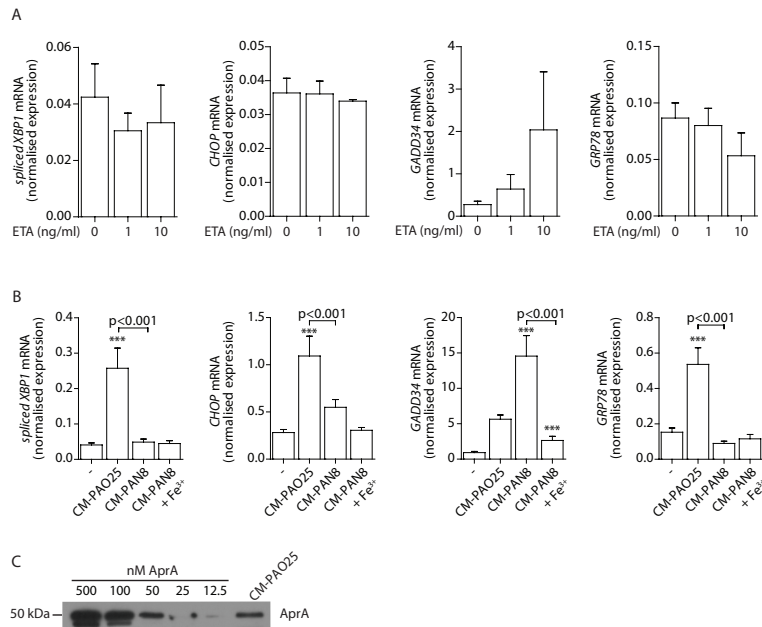 A
spliced XBP1 mRNA
(normalised expression)
0.06
0.04
0.02
0.00
ETA (ng/ml) 0 1 10
CHOP mRNA
(normalised expression)
0.05
0.04
0.03
0.02
0.01
0.00
ETA (ng/ml) 0 1 10
GADD34 mRNA
(normalised expression)
4
3
2
1
0
ETA (ng/ml) 0 1 10
GRP78 mRNA
(normalised expression)
0.15
0.10
0.05
0.00
ETA (ng/ml) 0 1 10
B
spliced XBP1 mRNA
(normalised expression)
0.4
0.3
0.2
0.1
0.0
p<0.001
***
-
CM-PAO25
CM-PAN8
CM-PAN8
+ Fe³⁺
CHOP mRNA
(normalised expression)
1.5
1.0
0.5
0.0
p<0.001
***
-
CM-PAO25
CM-PAN8
CM-PAN8
+ Fe³⁺
GADD34 mRNA
(normalised expression)
20
15
10
5
0
p<0.001
***
***
-
CM-PAO25
CM-PAN8
CM-PAN8
+ Fe³⁺
GRP78 mRNA
(normalised expression)
0.8
0.6
0.4
0.2
0.0
p<0.001
***
-
CM-PAO25
CM-PAN8
CM-PAN8
+ Fe³⁺
C
nM AprA
500 100 50 25 12.5 CM-PAO25
50 kDa AprA